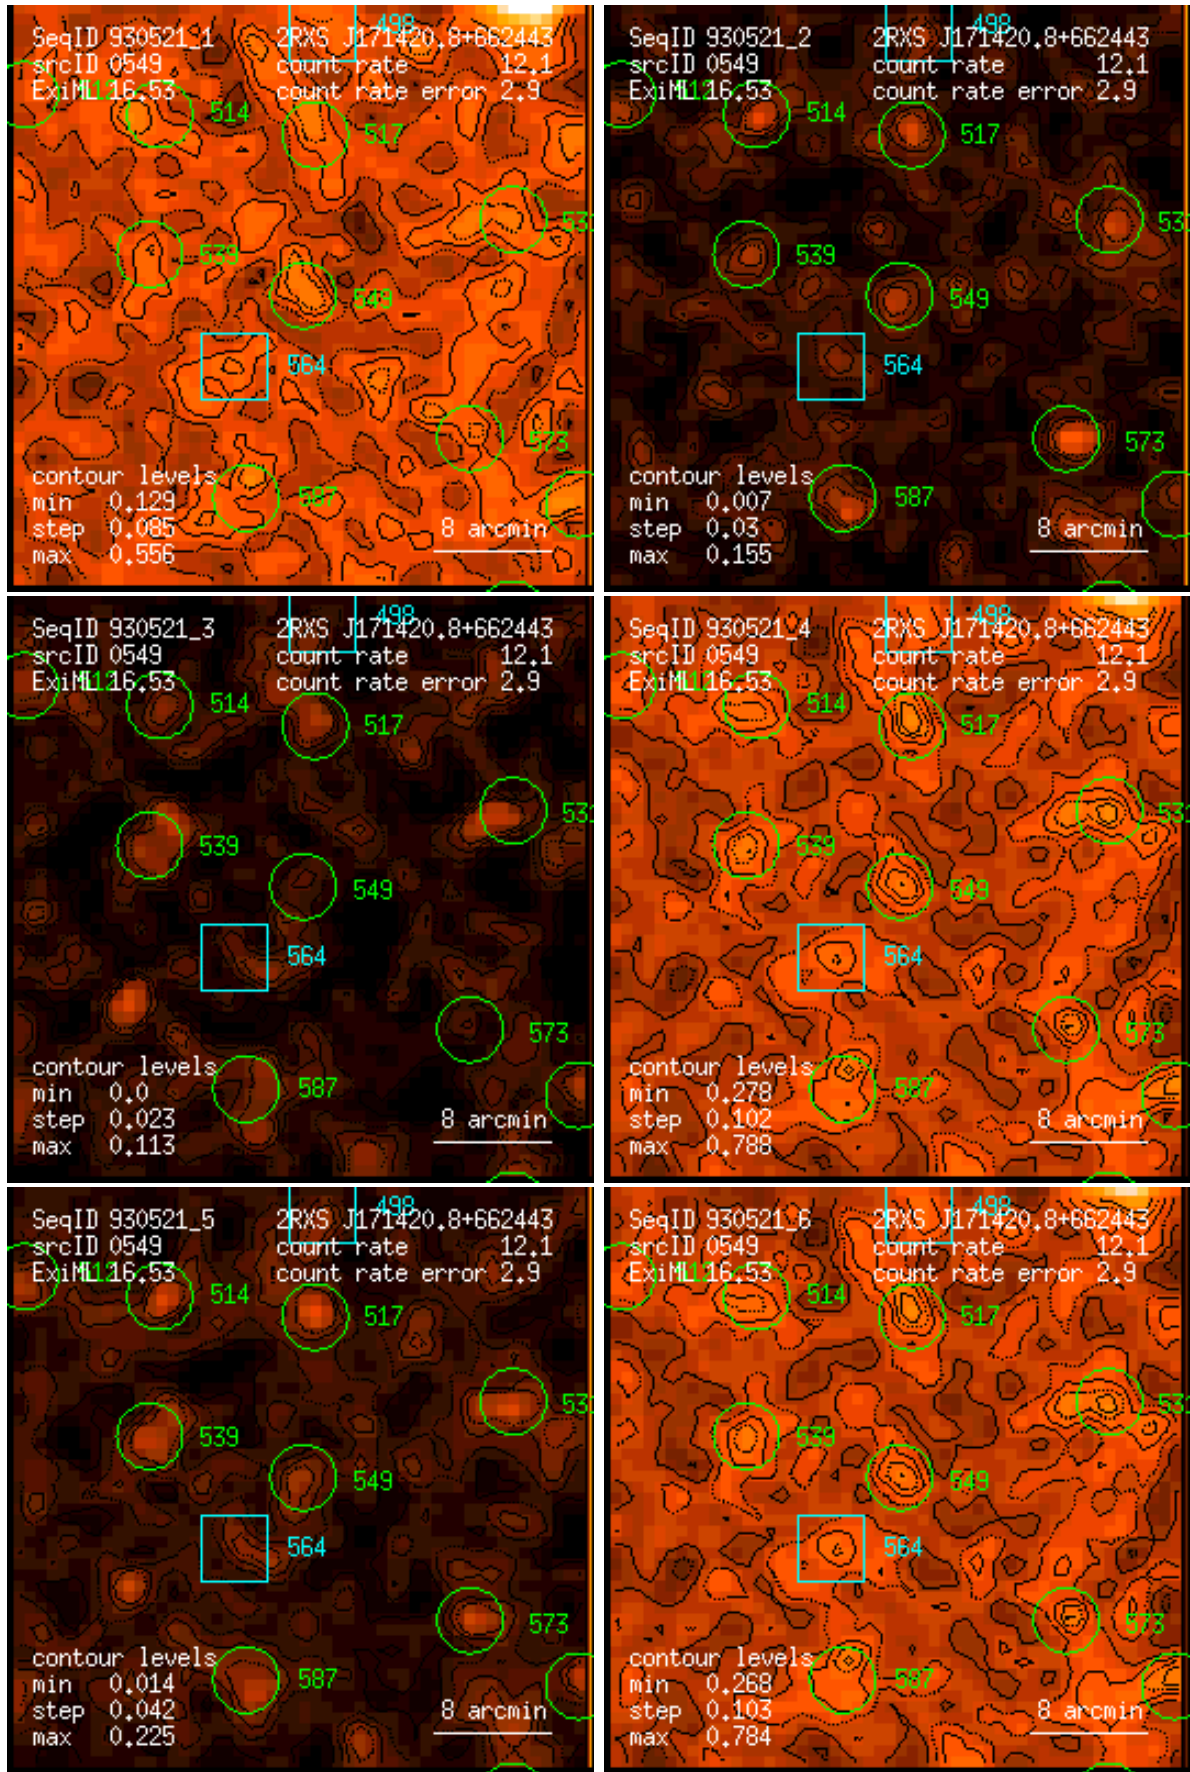 498
SeqID 930521_1 2RXS J171420.8+662443
srcID 0549 count rate 12.1
ExiML 16.53 count rate error 2.9
514
517
531
539
549
564
573
contour levels
min 0.129
587
step 0.085 8 arcmin
max 0.556
498
SeqID 930521_2 2RXS J171420.8+662443
srcID 0549 count rate 12.1
ExiML 16.53 count rate error 2.9
514
517
531
539
549
564
573
contour levels
min 0.007
587
step 0.03 8 arcmin
max 0.155
498
SeqID 930521_3 2RXS J171420.8+662443
srcID 0549 count rate 12.1
ExiML 16.53 count rate error 2.9
514
517
531
539
549
564
573
contour levels
min 0.0
587
step 0.023 8 arcmin
max 0.113
498
SeqID 930521_4 2RXS J171420.8+662443
srcID 0549 count rate 12.1
ExiML 16.53 count rate error 2.9
514
517
531
539
549
564
573
contour levels
min 0.278
587
step 0.102 8 arcmin
max 0.788
498
SeqID 930521_5 2RXS J171420.8+662443
srcID 0549 count rate 12.1
ExiML 16.53 count rate error 2.9
514
517
531
539
549
564
573
contour levels
min 0.014
587
step 0.042 8 arcmin
max 0.225
498
SeqID 930521_6 2RXS J171420.8+662443
srcID 0549 count rate 12.1
ExiML 16.53 count rate error 2.9
514
517
531
539
549
564
573
contour levels
min 0.268
587
step 0.103 8 arcmin
max 0.784